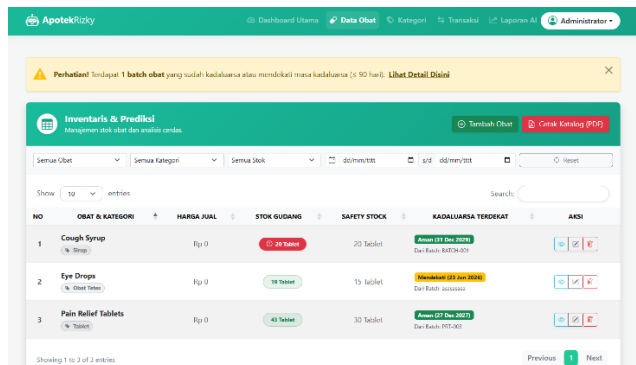 ApotekRizky Dashboard Utama Data Obat Kategori Transaksi Laporan AI Administrator
Perhatian! Terdapat 1 batch obat yang sudah kadaluarsa atau mendekati masa kadaluarsa (≤ 90 hari). Lihat Detail Disini
Inventaris & Prediksi
Manajemen stok obat dan analisis cerdas.
Tambah Obat Cetak Katalog (PDF)
Semua Obat Semua Kategori Semua Stok dd/mm/tttt s/d dd/mm/tttt Reset
Show 10 entries Search:
NO OBAT & KATEGORI HARGA JUAL STOK GUDANG SAFETY STOCK KADALUARSA TERDEKAT AKSI
1 Cough Syrup Rp 0 20 Tablet 20 Tablet Aman (31 Dec 2029)
Sirup Dari Batch: BATCH-001
2 Eye Drops Rp 0 15 Tablet Mendekati (23 Jun 2026)
Obat Tetes Dari Batch:
3 Pain Relief Tablets Rp 0 43 Tablet 30 Tablet Aman (27 Dec 2027)
Tablet Dari Batch: PRT-003
Showing 1 to 3 of 3 entries Previous 1 Next